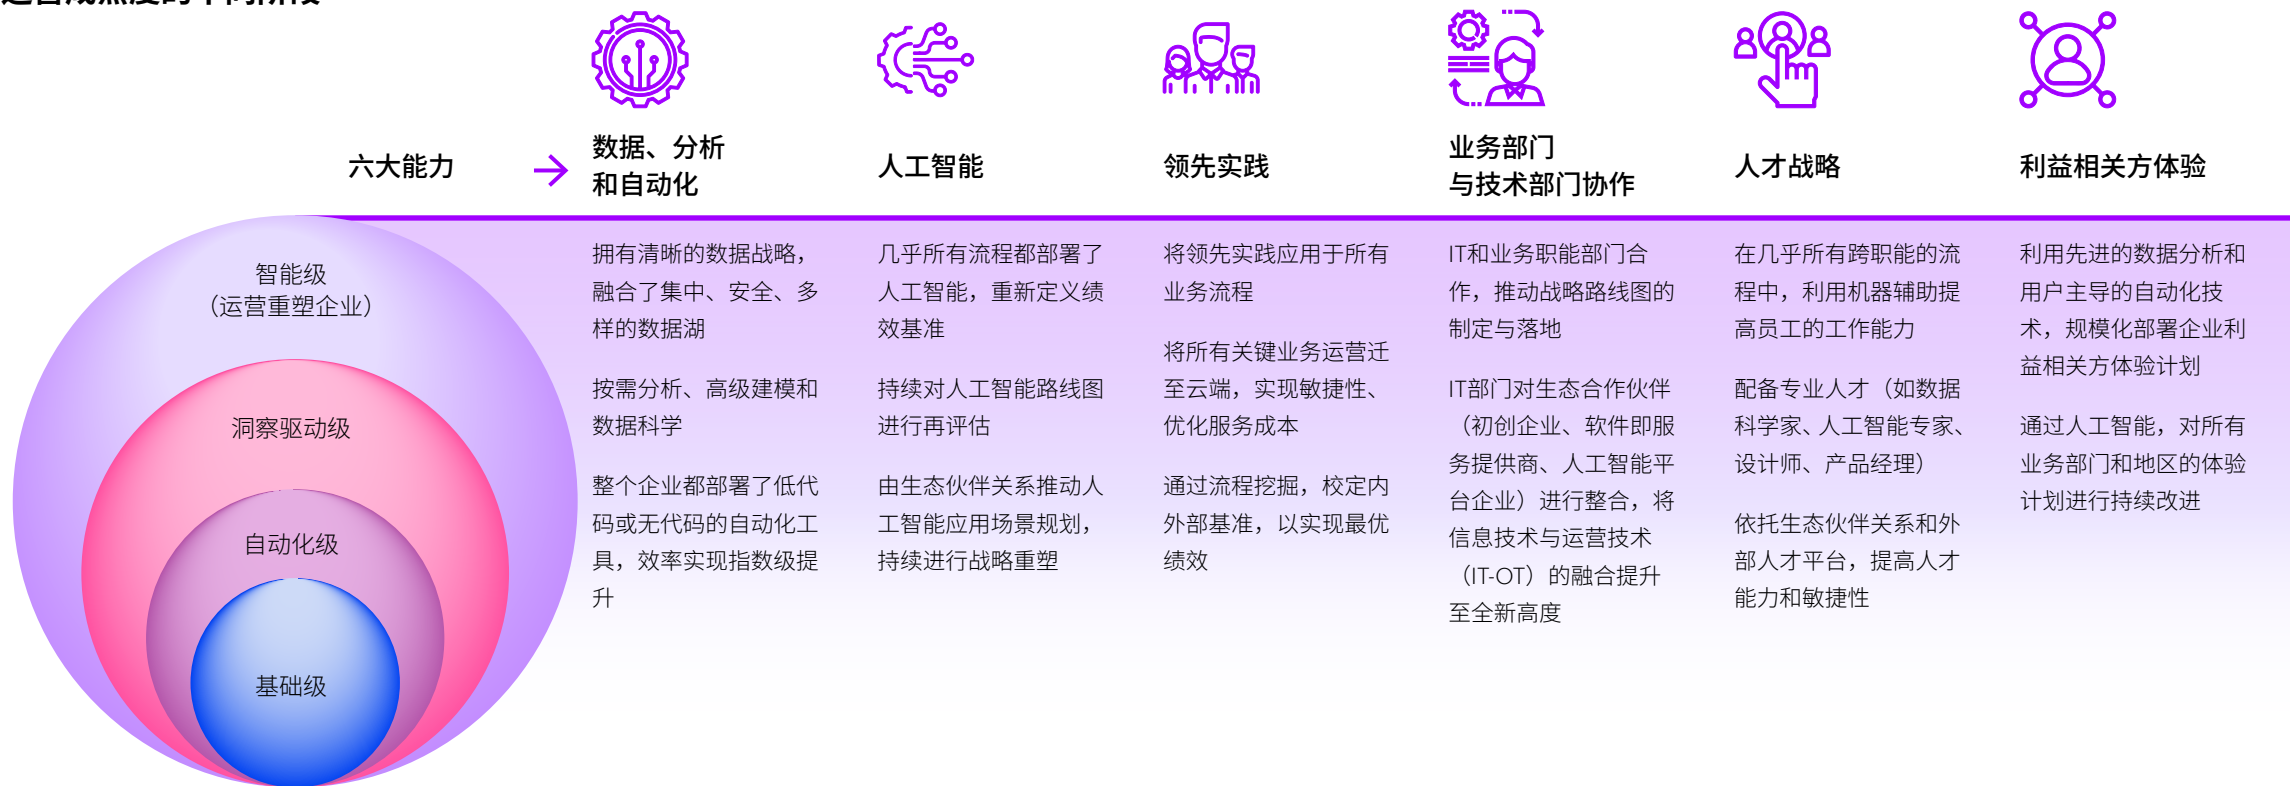 六大能力
数据、分析
和自动化
人工智能
领先实践
业务部门
与技术部门协作
人才战略
利益相关方体验
智能级
（运营重塑企业）
洞察驱动级
自动化级
基础级
拥有清晰的数据战略，
融合了集中、安全、多
样的数据湖
按需分析、高级建模和
数据科学
整个企业都部署了低代
码或无代码的自动化工
具，效率实现指数级提
升
几乎所有流程都部署了
人工智能，重新定义绩
效基准
持续对人工智能路线图
进行再评估
由生态伙伴关系推动人
工智能应用场景规划，
持续进行战略重塑
将领先实践应用于所有
业务流程
将所有关键业务运营迁
至云端，实现敏捷性、
优化服务成本
通过流程挖掘，校定内
外部基准，以实现最优
绩效
IT和业务职能部门合
作，推动战略路线图的
制定与落地
IT部门对生态合作伙伴
（初创企业、软件即服
务提供商、人工智能平
台企业）进行整合，将
信息技术与运营技术
（IT-OT）的融合提升
至全新高度
在几乎所有跨职能的流
程中，利用机器辅助提
高员工的工作能力
配备专业人才（如数据
科学家、人工智能专家、
设计师、产品经理）
依托生态伙伴关系和外
部人才平台，提高人才
能力和敏捷性
利用先进的数据分析和
用户主导的自动化技
术，规模化部署企业利
益相关方体验计划
通过人工智能，对所有
业务部门和地区的体验
计划进行持续改进